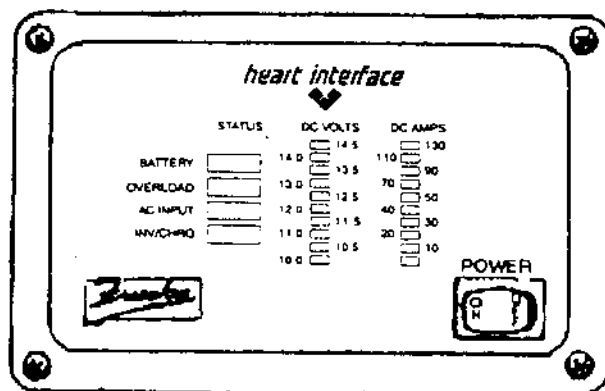 heart interface
STATUS DC VOLTS DC AMPS
14.5 130
BATTERY 14.0 110
13.5 90
OVERLOAD 13.0 70
12.5 50
AC INPUT 12.0 40
11.5 30
INV/CHRG 11.0 20
10.5 10
10.0
POWER